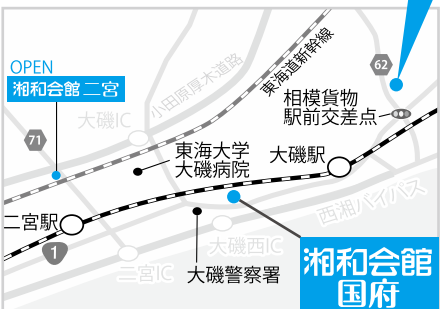 OPEN
湘和会館 二宮
小田原厚木道路
東海道新幹線
62
大磯IC
相模貨物
駅前交差点
71
東海大学
大磯病院
大磯駅
二宮駅
西湘バイパス
1
大磯西IC
二宮IC
大磯警察署
湘和会館
国府